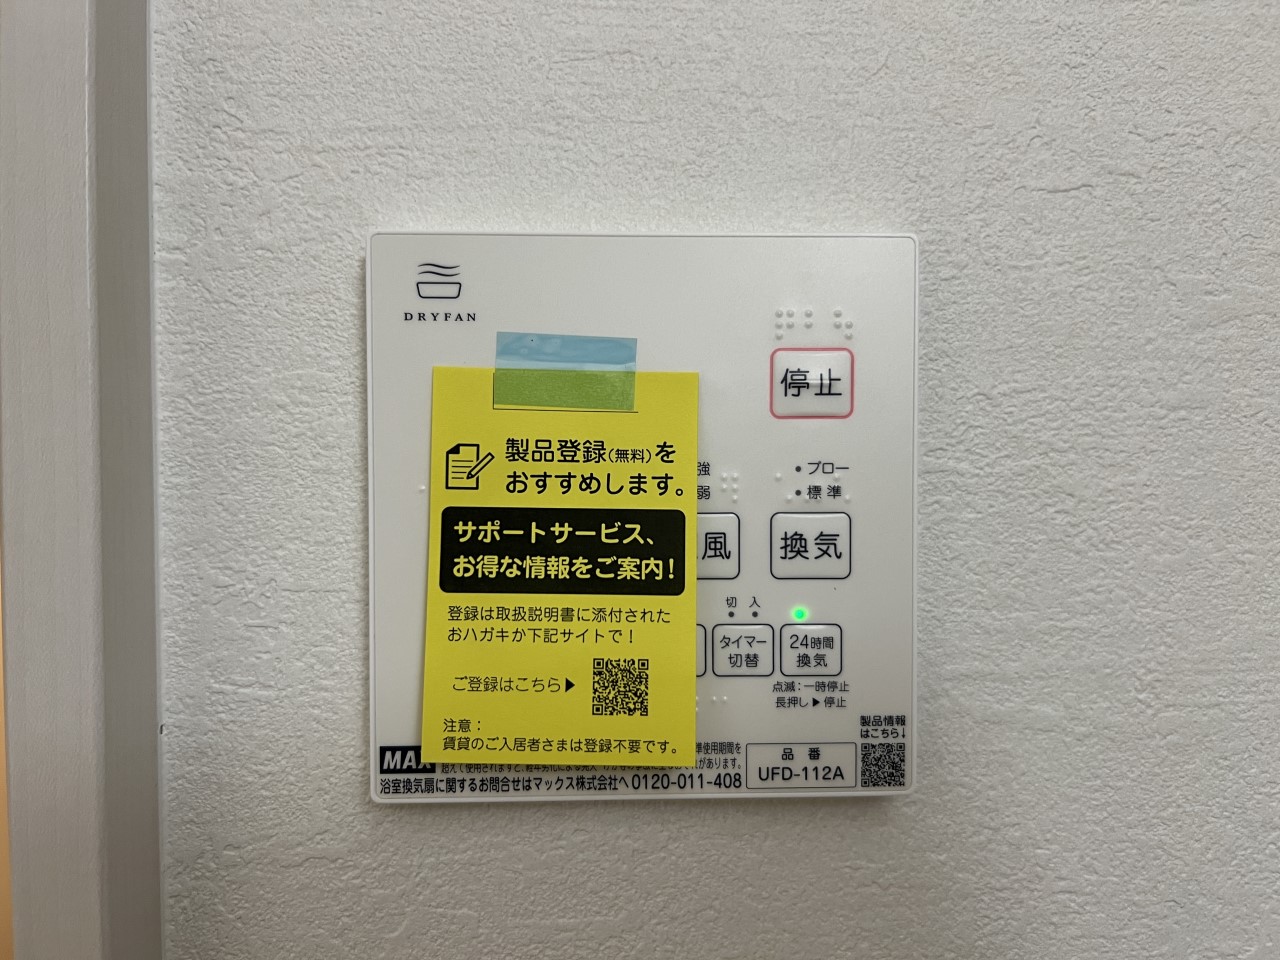 DRYFAN
停止
製品登録(無料)を
おすすめします。
サポートサービス、
お得な情報をご案内!
登録は取扱説明書に添付された
おハガキか下記サイトで!
ご登録はこちら▶
注意:
賃貸のご入居者さまは登録不要です。
強
弱
風
ブロー
標準
換気
切 入
タイマー
切替
24時間
換気
点滅:一時停止
長押し▶停止
製品情報
はこちら↓
MAX
準使用期間を
浴室換気扇に関するお問合せはマックス株式会社へ 0120-011-408
品番
UFD-112A